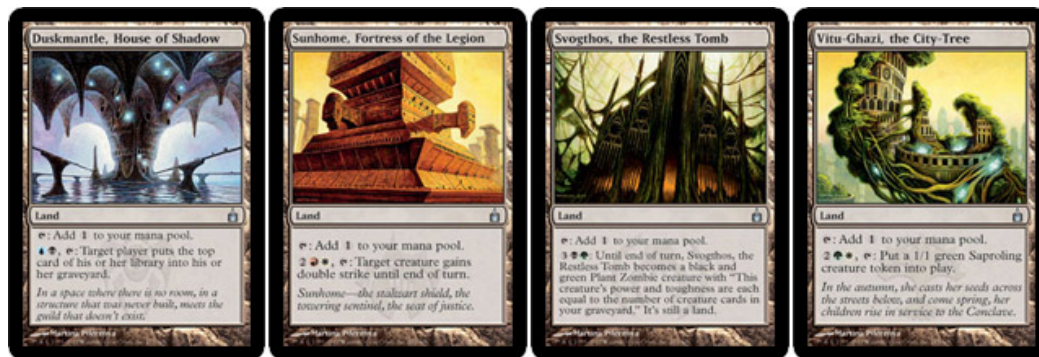 Duskmantle, House of Shadow
Land
: Add 1 to your mana pool.
, : Target player puts the top
card of his or her library into his or
her graveyard.
In a space where there is no room, in a
structure that was never built, meets the
guild that doesn't exist.
Martina Pilcerova
Sunhome, Fortress of the Legion
Land
: Add 1 to your mana pool.
2 , : Target creature gains
double strike until end of turn.
Sunhome—the stalwart shield, the
towering sentinel, the seat of justice.
Martina Pilcerova
Svogthos, the Restless Tomb
Land
: Add 1 to your mana pool.
3 : Until end of turn, Svogthos, the
Restless Tomb becomes a black and
green Plant Zombie creature with "This
creature's power and toughness are each
equal to the number of creature cards in
your graveyard." It's still a land.
Martina Pilcerova
Vitu-Ghazi, the City-Tree
Land
: Add 1 to your mana pool.
2 , : Put a 1/1 green Saproling
creature token into play.
In the autumn, she casts her seeds across
the streets below, and come spring, her
children rise in service to the Conclave.
Martina Pilcerova